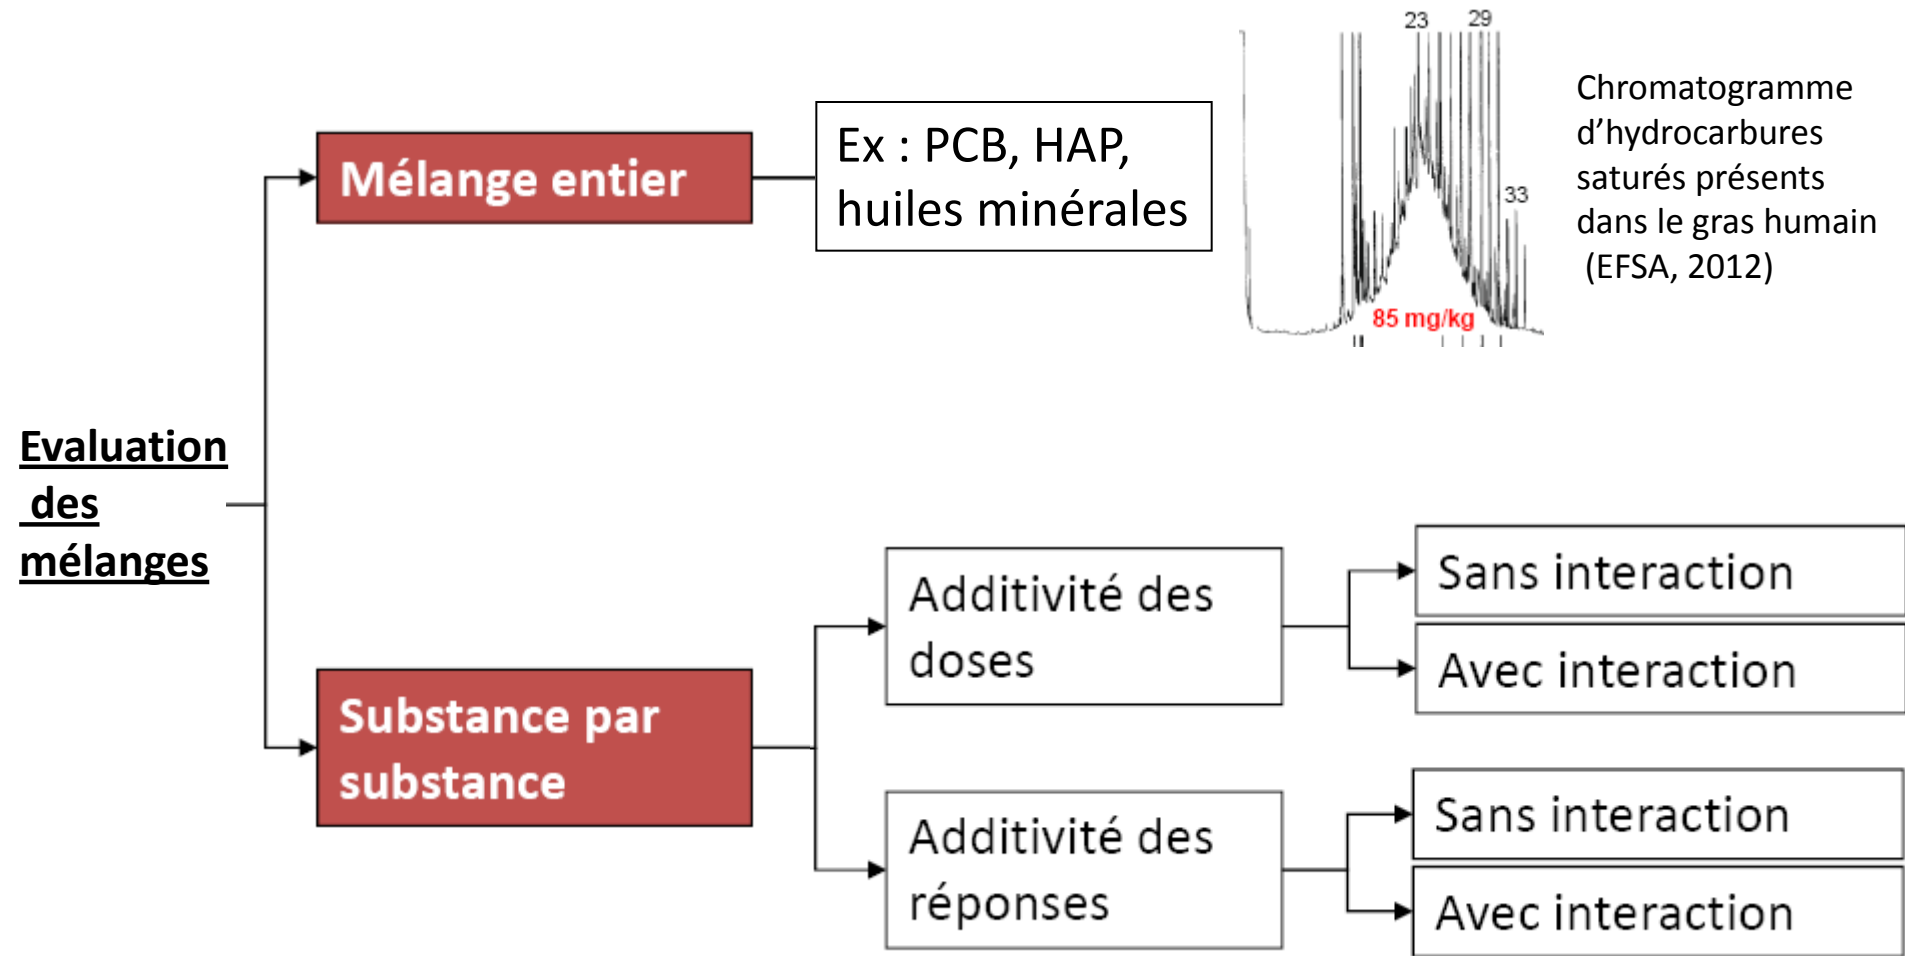 Evaluation
des
mélanges
Mélange entier
Ex : PCB, HAP,
huiles minérales
23
29
33
85 mg/kg
Chromatogramme
d’hydrocarbures
saturés présents
dans le gras humain
(EFSA, 2012)
Substance par
substance
Additivité des
doses
Sans interaction
Avec interaction
Additivité des
réponses
Sans interaction
Avec interaction